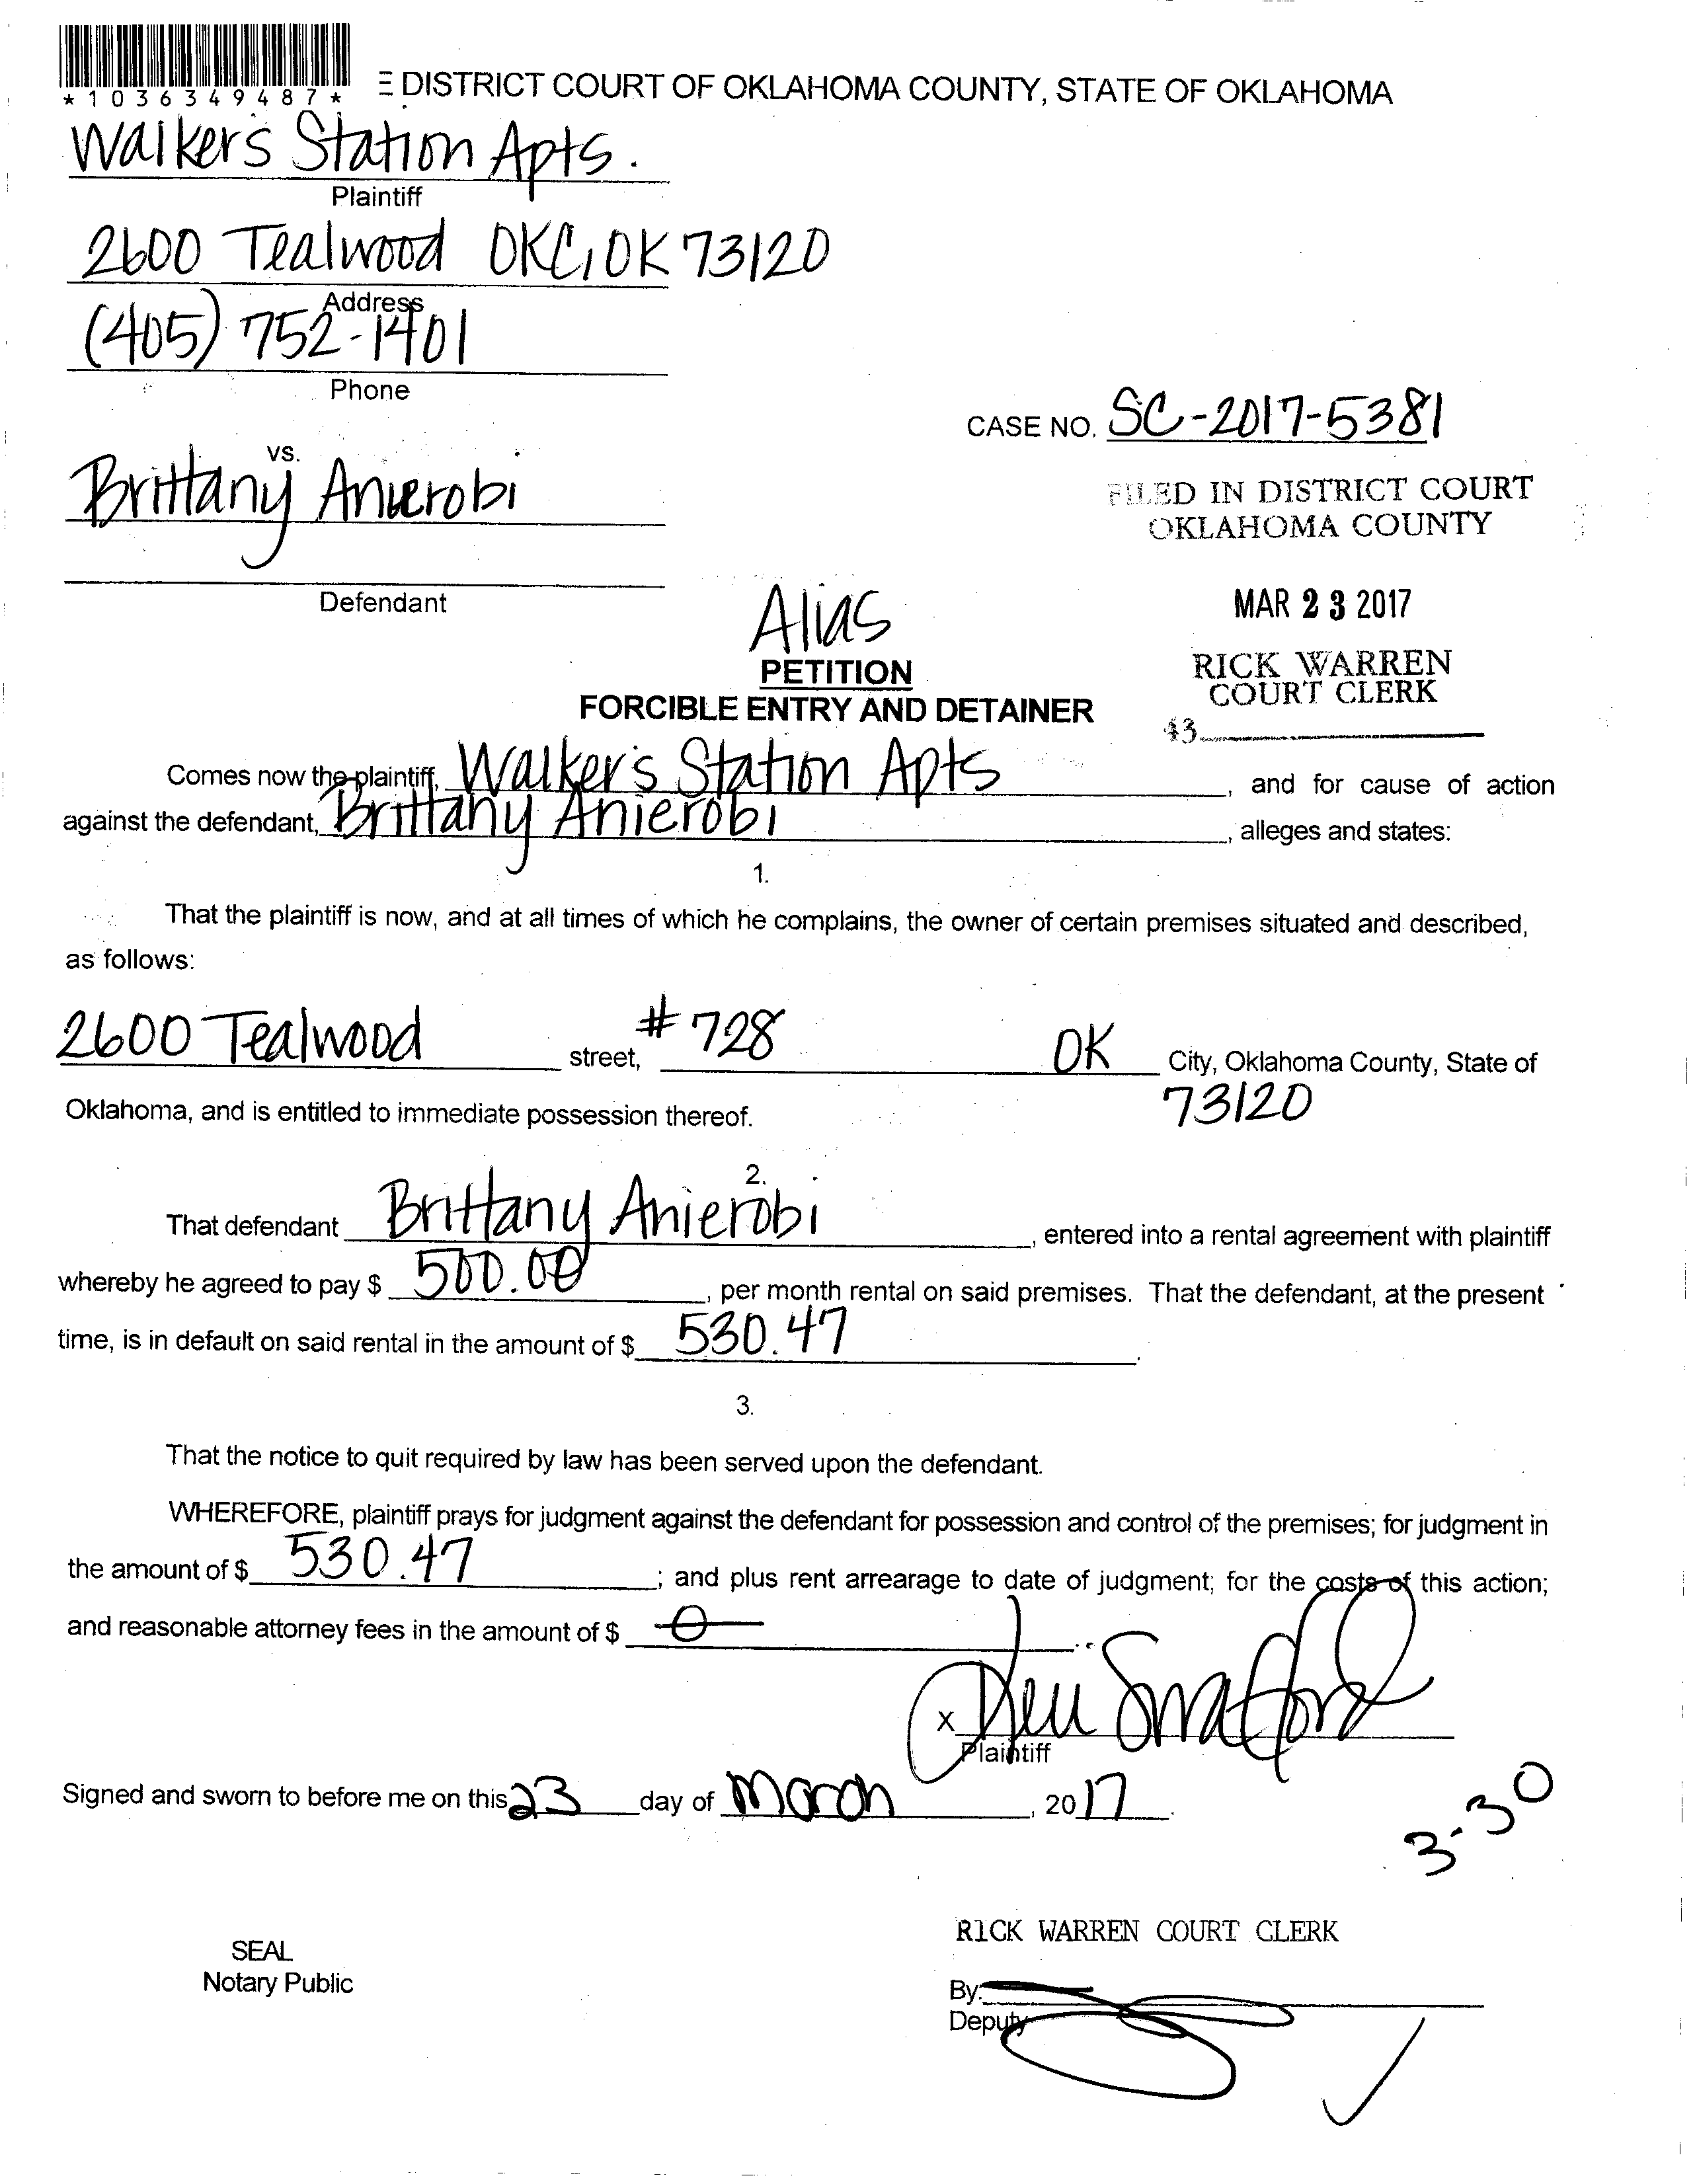 *1036349487*
E DISTRICT COURT OF OKLAHOMA COUNTY, STATE OF OKLAHOMA
Walker's Station Apts.
Plaintiff
2600 Tealwood OKC, OK 73120
Address
(405) 752-1401
Phone
CASE NO. SC-2017-5381
vs.
Brittany Anierobi
FILED IN DISTRICT COURT
OKLAHOMA COUNTY
Defendant
MAR 23 2017
Alias
PETITION
RICK WARREN
COURT CLERK
FORCIBLE ENTRY AND DETAINER
43
Comes now the plaintiff, Walker's Station Apts, and for cause of action
against the defendant, Brittany Anierobi, alleges and states:
1.
That the plaintiff is now, and at all times of which he complains, the owner of certain premises situated and described,
as follows:
2600 Tealwood street, #728 OK City, Oklahoma County, State of
73120
Oklahoma, and is entitled to immediate possession thereof.
2.
That defendant Brittany Anierobi, entered into a rental agreement with plaintiff
whereby he agreed to pay $ 500.00, per month rental on said premises. That the defendant, at the present
time, is in default on said rental in the amount of $ 530.47.
3.
That the notice to quit required by law has been served upon the defendant.
WHEREFORE, plaintiff prays for judgment against the defendant for possession and control of the premises; for judgment in
the amount of $ 530.47; and plus rent arrearage to date of judgment; for the costs of this action;
and reasonable attorney fees in the amount of $ 0.
X
Plaintiff
Signed and sworn to before me on this 23 day of March, 2017.
3-30
RICK WARREN COURT CLERK
SEAL
Notary Public
By:
Deputy